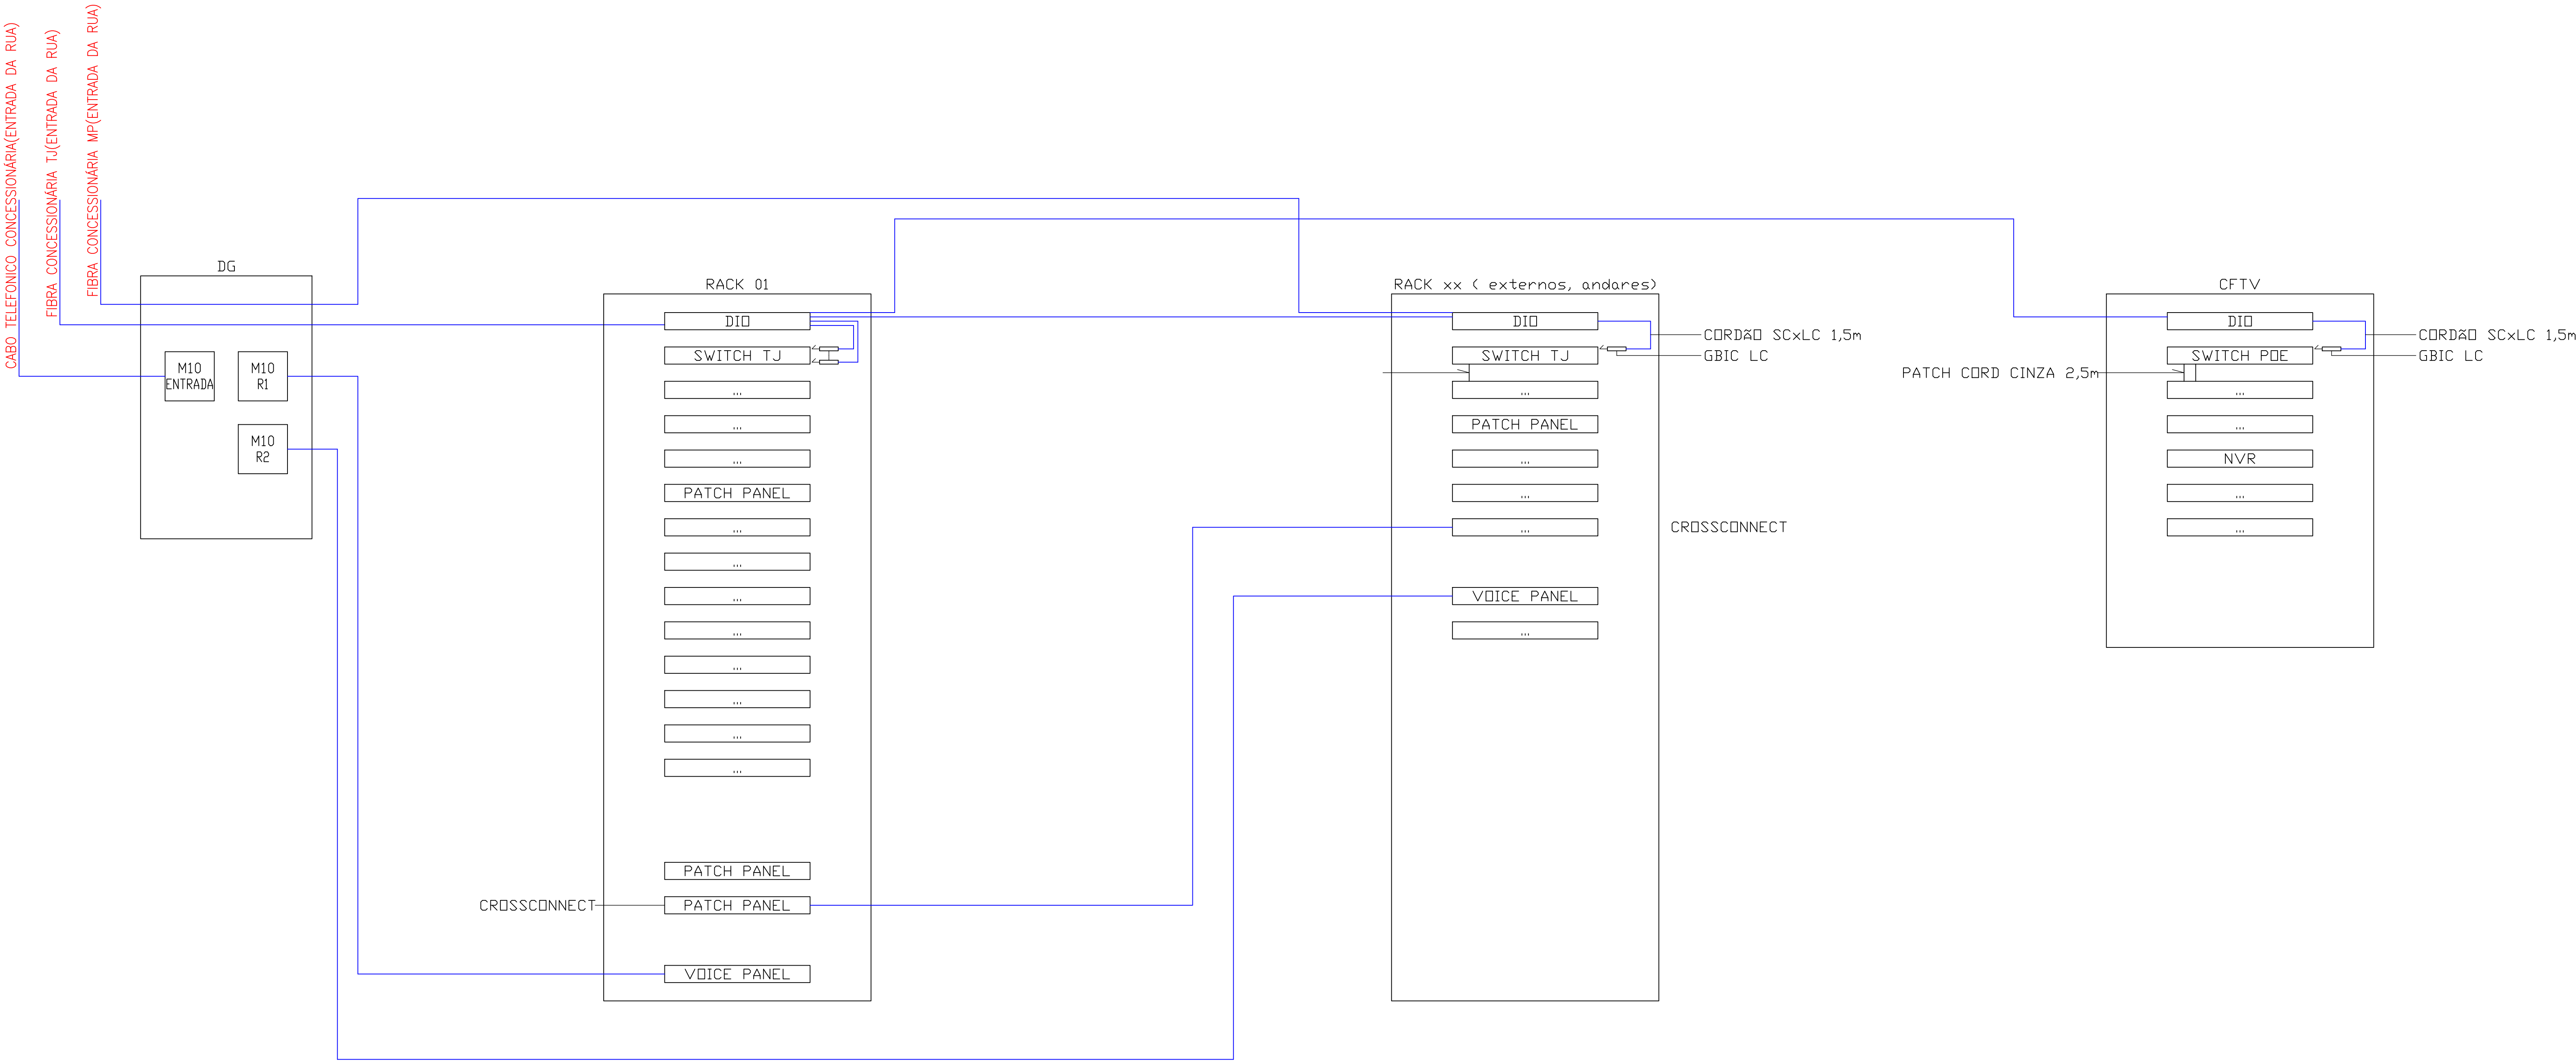 CABO TELEFONICO CONCESSIONÁRIA(ENTRADA DA RUA)
FIBRA CONCESSIONÁRIA TJ(ENTRADA DA RUA)
FIBRA CONCESSIONÁRIA MP(ENTRADA DA RUA)
DG
M10
ENTRADA
M10
R1
M10
R2
RACK 01
DIO
SWITCH TJ
...
...
...
PATCH PANEL
...
...
...
...
...
...
...
...
PATCH PANEL
CROSSCONNECT
PATCH PANEL
VOICE PANEL
RACK xx ( externos, andares)
DIO
CORDãO SCxLC 1,5m
SWITCH TJ
GBIC LC
...
PATCH PANEL
...
...
...
CROSSCONNECT
VOICE PANEL
...
CFTV
DIO
CORDãO SCxLC 1,5m
SWITCH POE
GBIC LC
PATCH CORD CINZA 2,5m
...
...
NVR
...
...